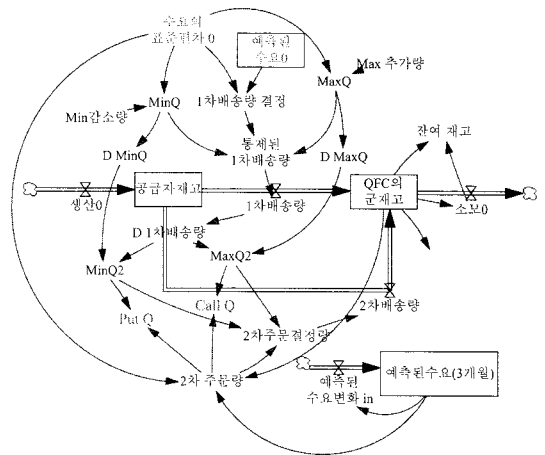 수요의
표준편차 0
예측된
수요0
Max 추가량
MaxQ
MinQ
1차배송량 결정
Min감소량
통제된
1차배송량
잔여 재고
D MinQ
D MaxQ
공급자재고
QFC의
군재고
생산0
1차배송량
소모0
D 1차배송량
MaxQ2
MinQ2
Call Q
2차배송량
Put Q
2차주문결정량
예측된
수요변화 in
예측된수요(3개월)
2차 주문량